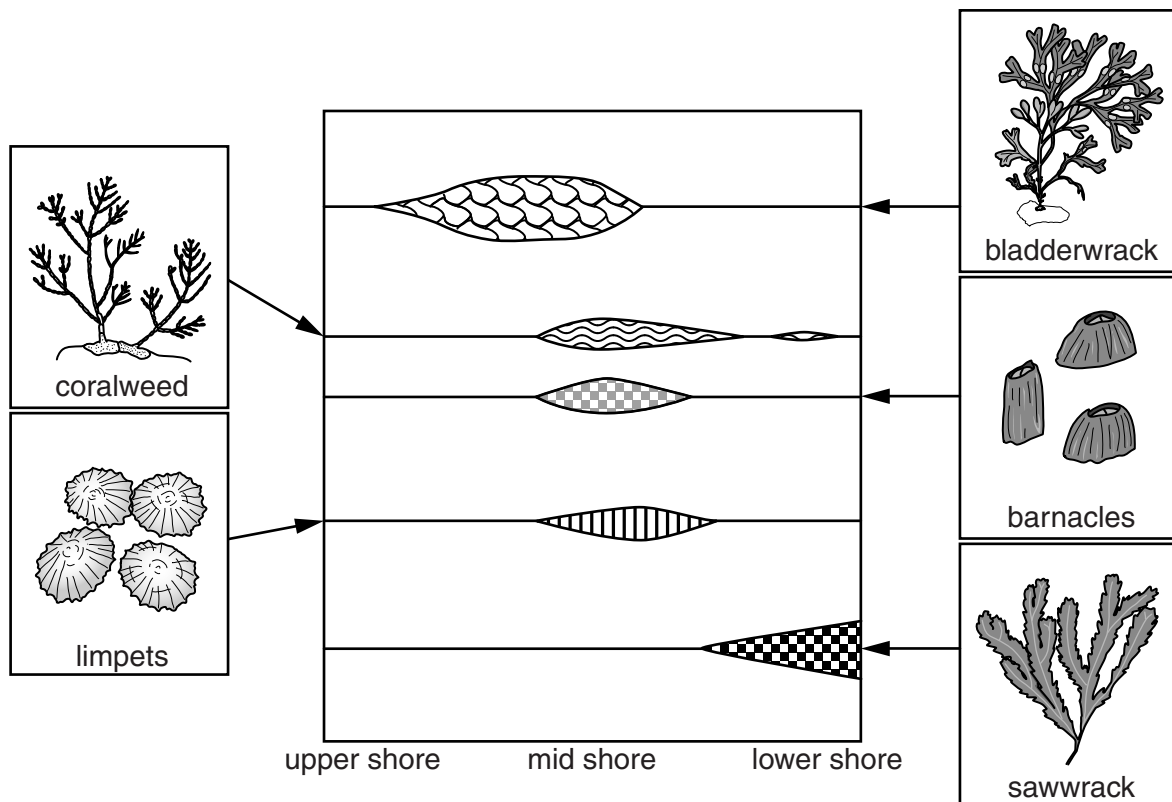 bladderwrack
coralweed
barnacles
limpets
upper shore mid shore lower shore
sawwrack